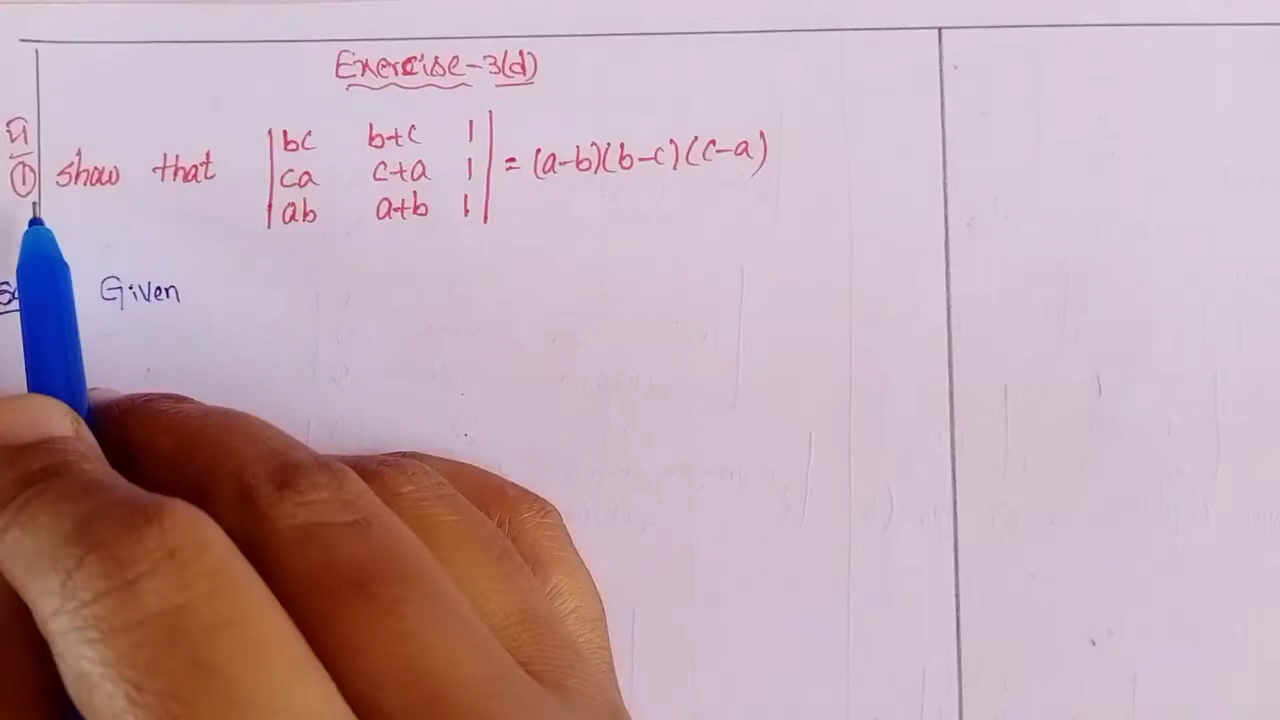 Exercise-3(d)
① show that | bc b+c 1 | = (a-b)(b-c)(c-a)
| ca c+a 1 |
| ab a+b 1 |
Given